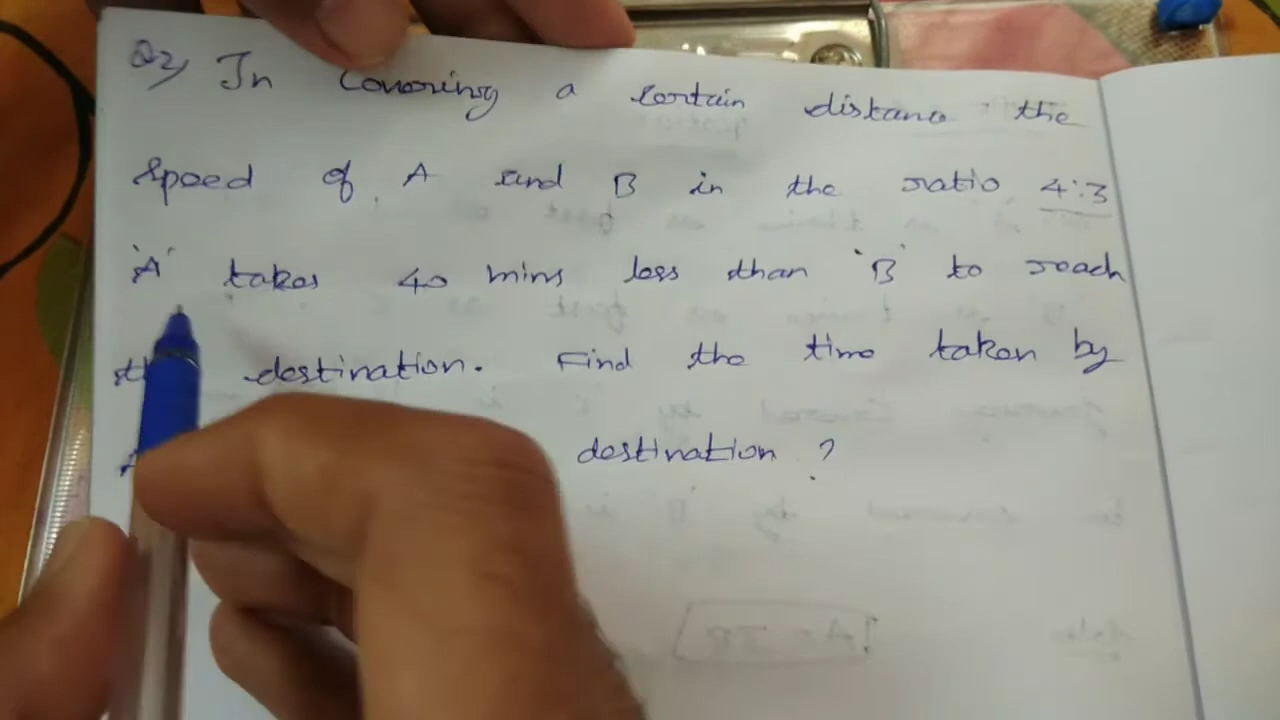 Q2) In Covering a certain distance the
speed of A and B in the ratio 4:3
'A' takes 40 mins less than 'B' to reach
destination. Find the time taken by
destination ?